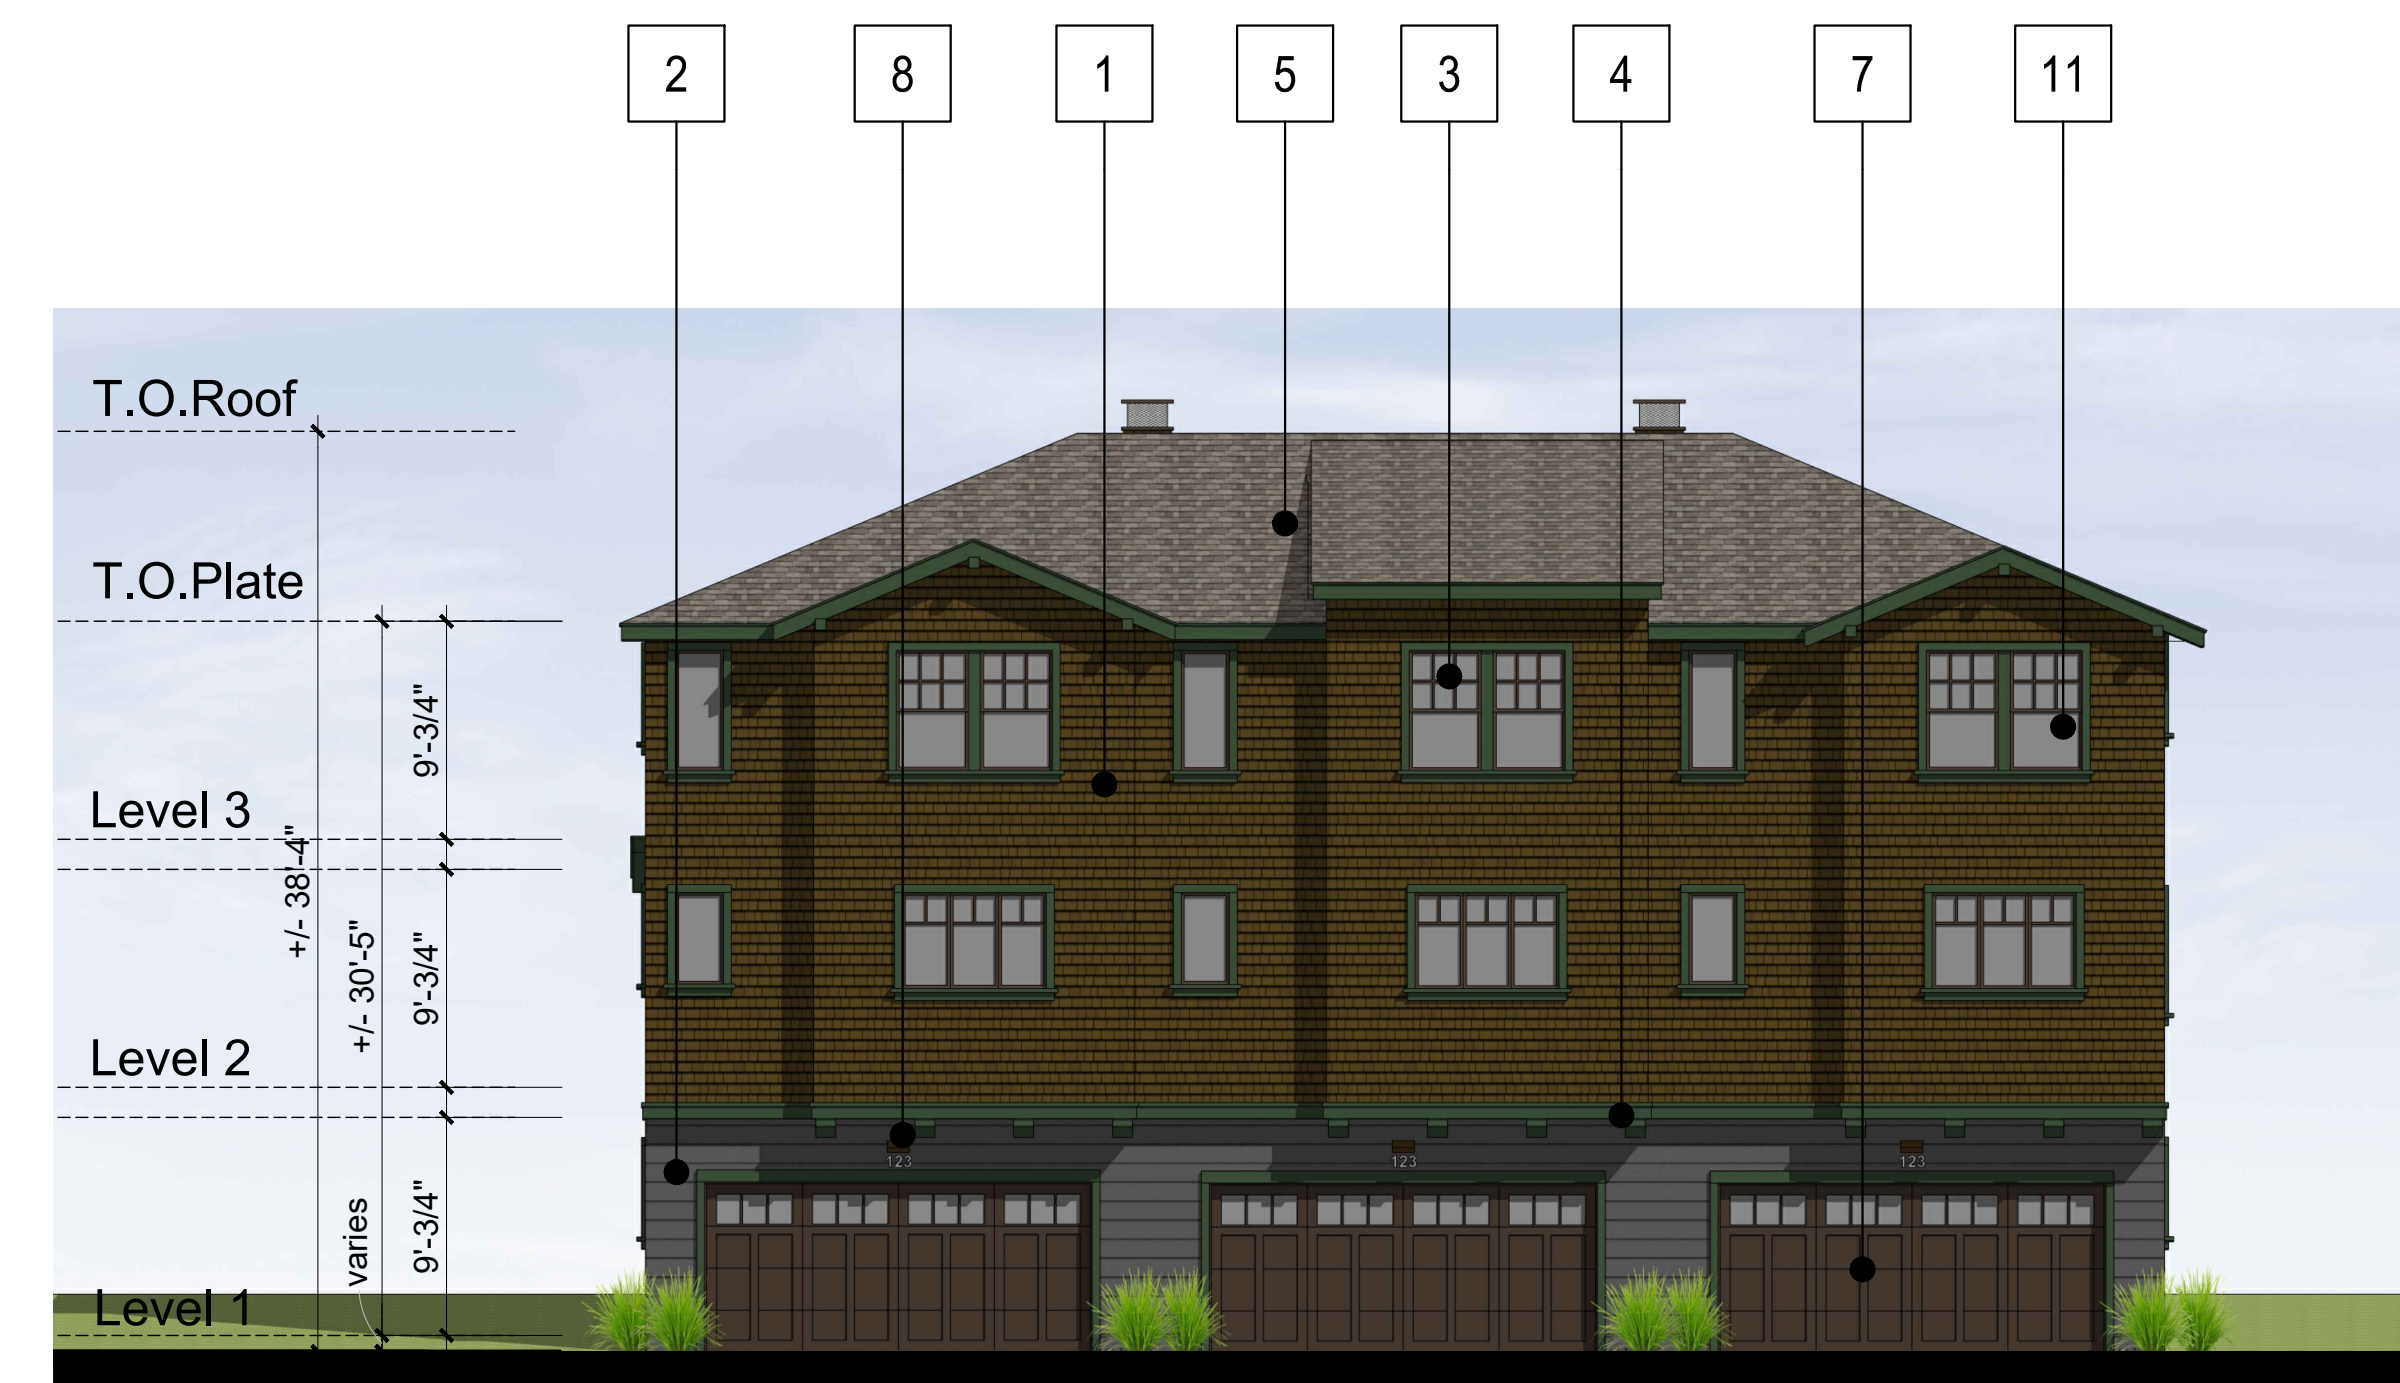 2 8 1 5 3 4 7 11
T.O.Roof
T.O.Plate
9'-3/4"
Level 3
+/- 38'-4"
+/- 30'-5"
9'-3/4"
Level 2
varies
9'-3/4"
Level 1
123 123 123